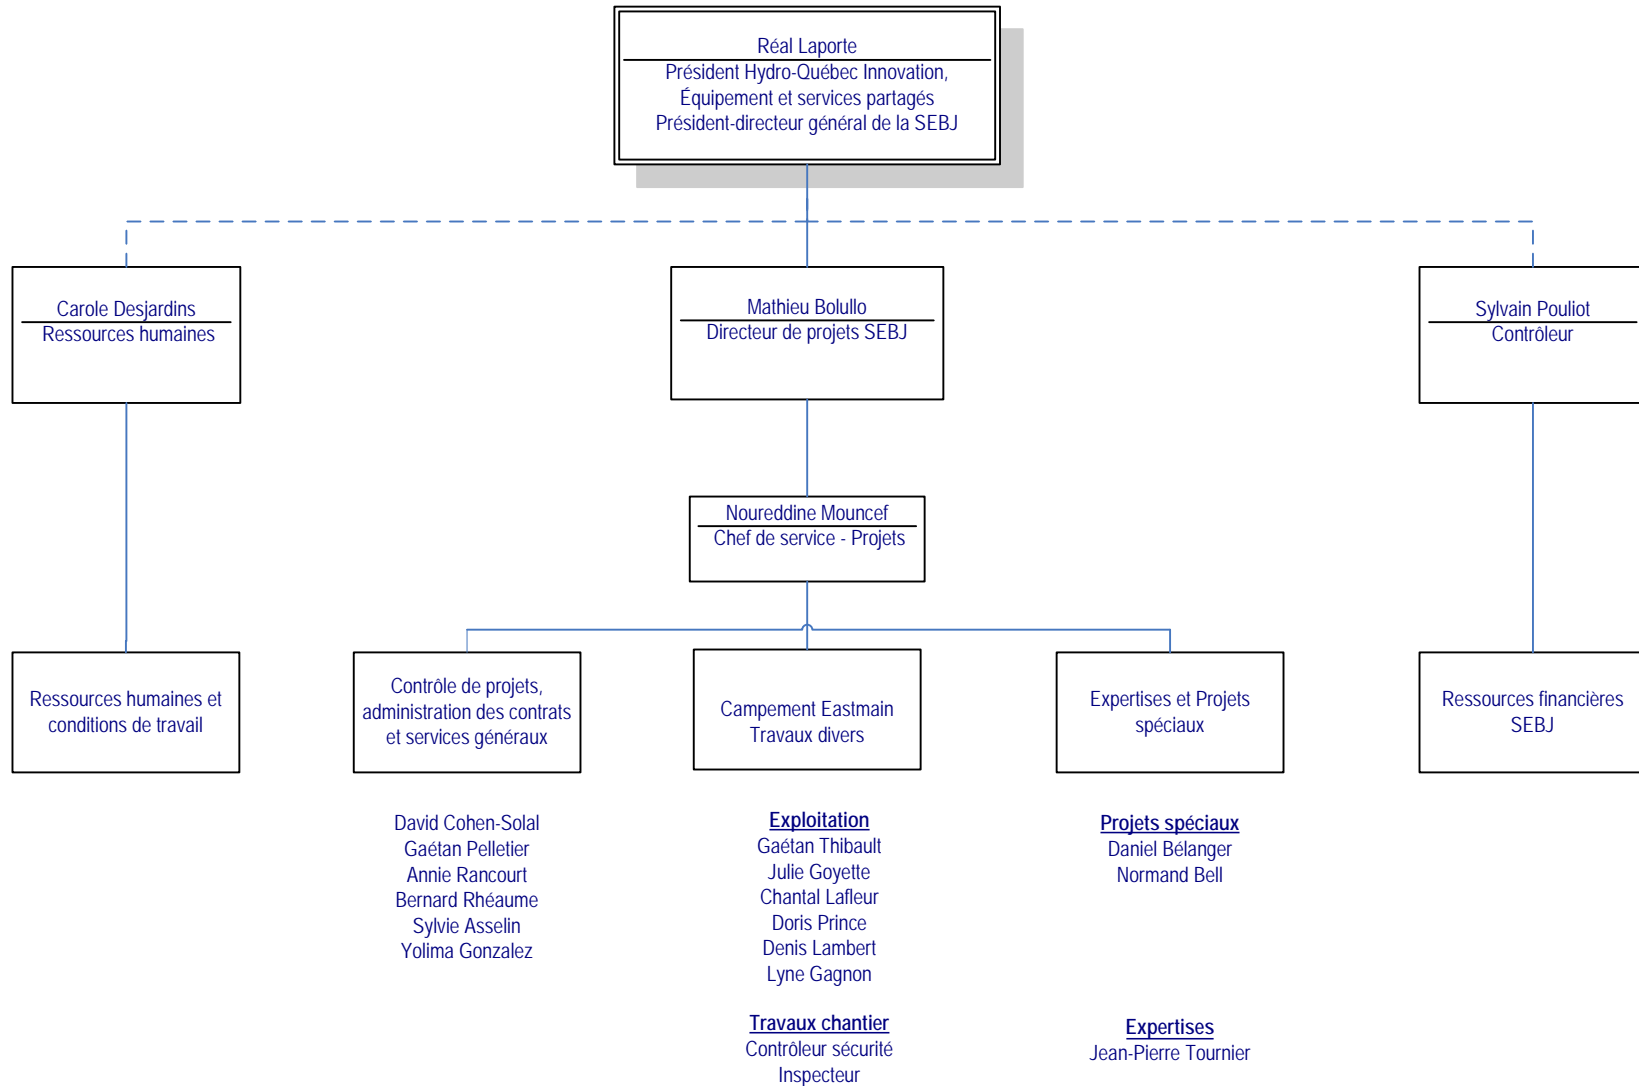 Réal Laporte
Président Hydro-Québec Innovation,
Équipement et services partagés
Président-directeur général de la SEBJ
Carole Desjardins
Ressources humaines
Mathieu Bolullo
Directeur de projets SEBJ
Sylvain Pouliot
Contrôleur
Noureddine Mouncef
Chef de service - Projets
Ressources humaines et
conditions de travail
Contrôle de projets,
administration des contrats
et services généraux
Campement Eastmain
Travaux divers
Expertises et Projets
spéciaux
Ressources financières
SEBJ
David Cohen-Solal
Gaétan Pelletier
Annie Rancourt
Bernard Rhéaume
Sylvie Asselin
Yolima Gonzalez
Exploitation
Gaétan Thibault
Julie Goyette
Chantal Lafleur
Doris Prince
Denis Lambert
Lyne Gagnon
Travaux chantier
Contrôleur sécurité
Inspecteur
Projets spéciaux
Daniel Bélanger
Normand Bell
Expertises
Jean-Pierre Tournier